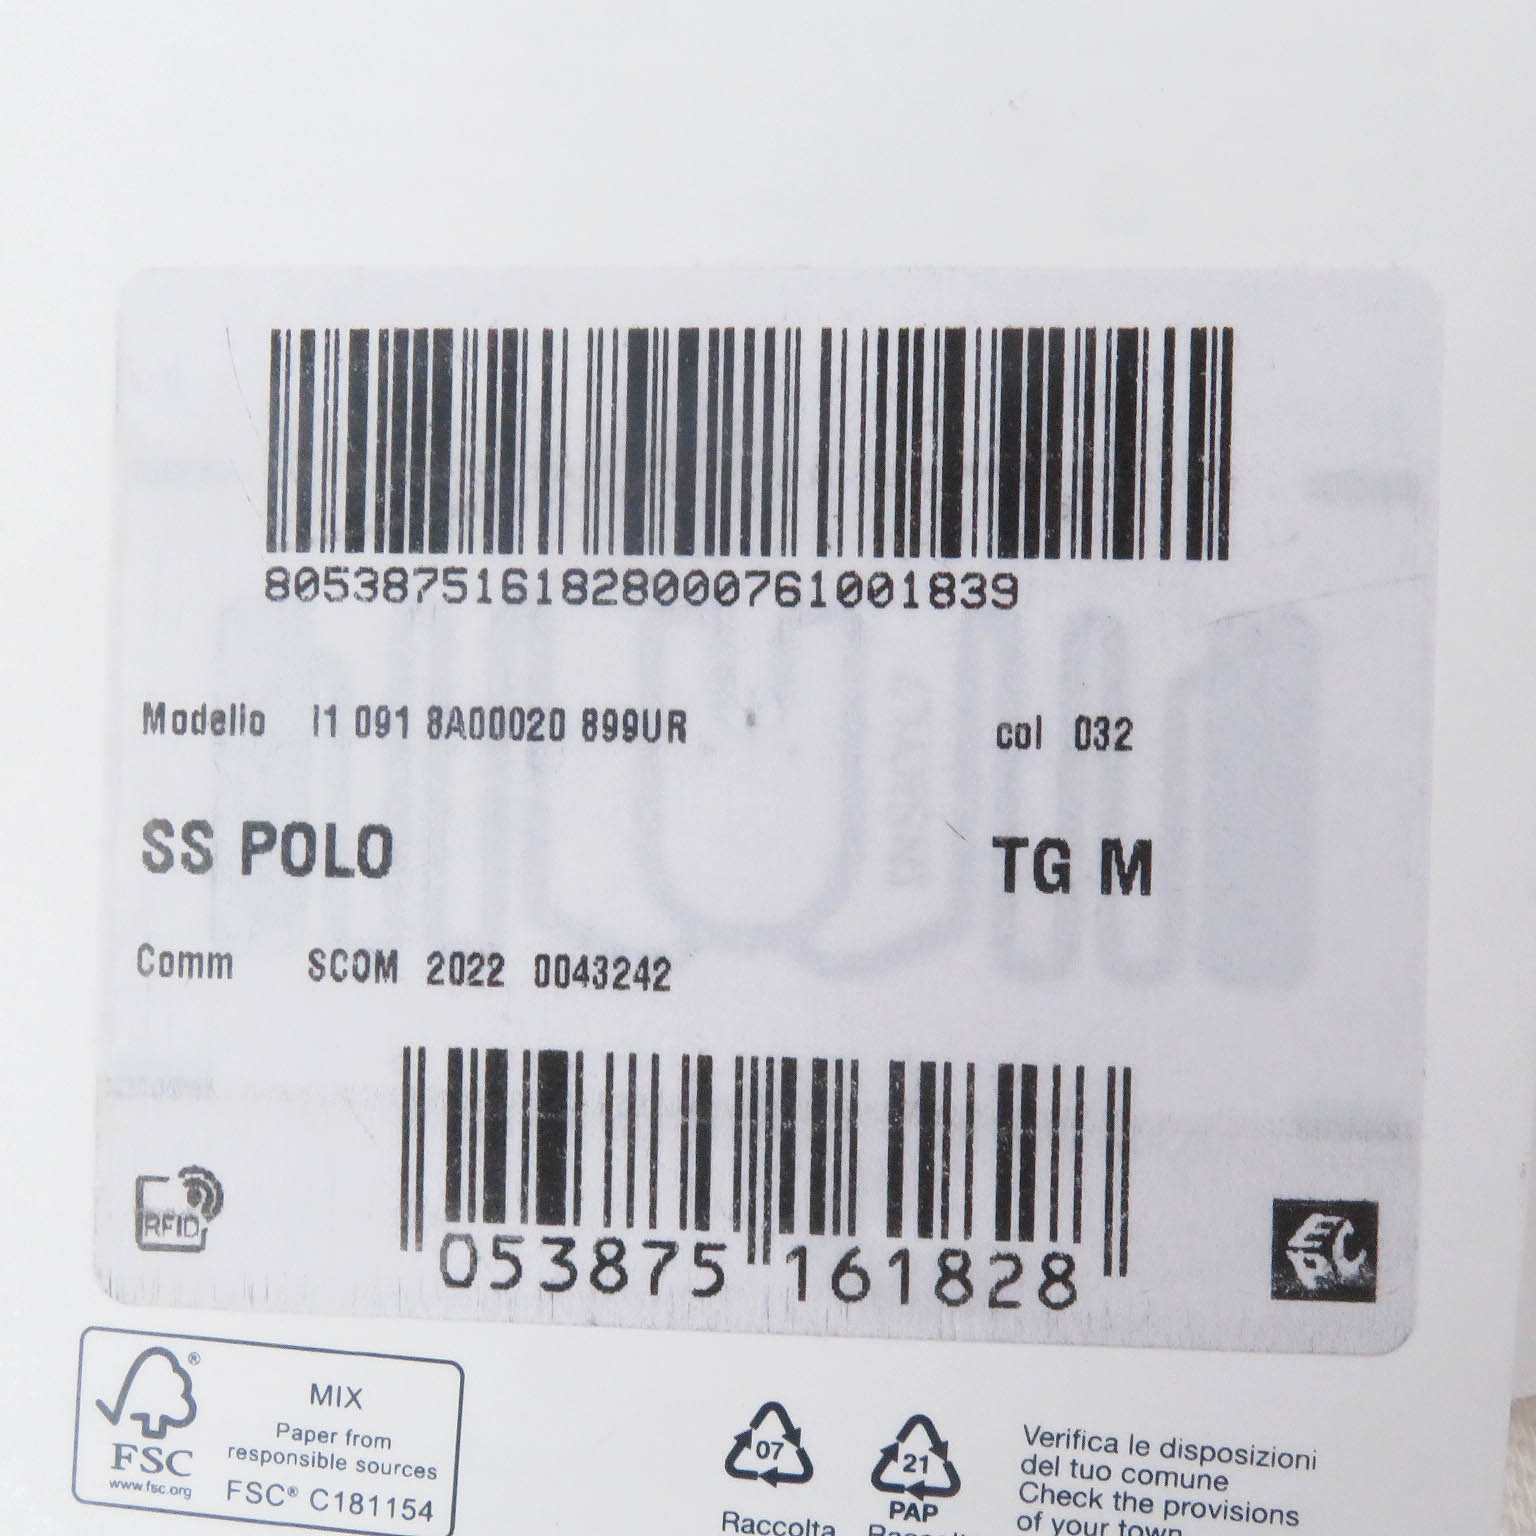 8053875161828000761001839
Modello I1 091 8A00020 899UR col 032
SS POLO TG M
Comm SCOM 2022 0043242
RFID
053875 161828
FSC ®
www.fsc.org
MIX
Paper from
responsible sources
FSC® C181154
07
21
PAP
Raccolta
Verifica le disposizioni
del tuo comune
Check the provisions
of your town